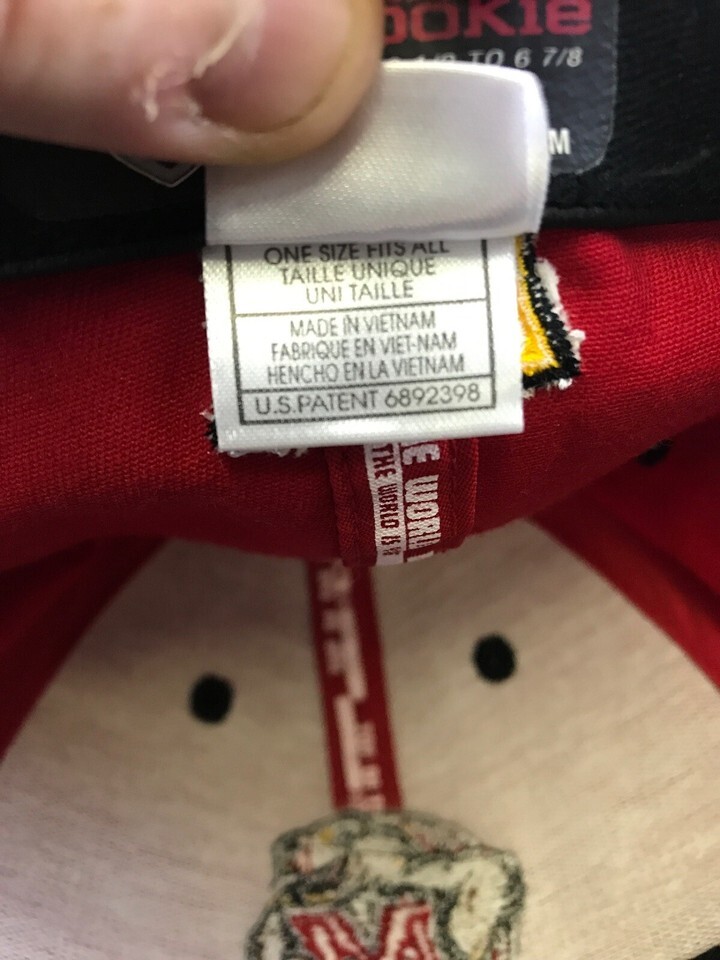 ookie
TO 6 7/8
M
ONE SIZE FITS ALL
TAILLE UNIQUE
UNI TAILLE
MADE IN VIETNAM
FABRIQUE EN VIET-NAM
HENCHO EN LA VIETNAM
U.S.PATENT 6892398
THE WORLD
WORL